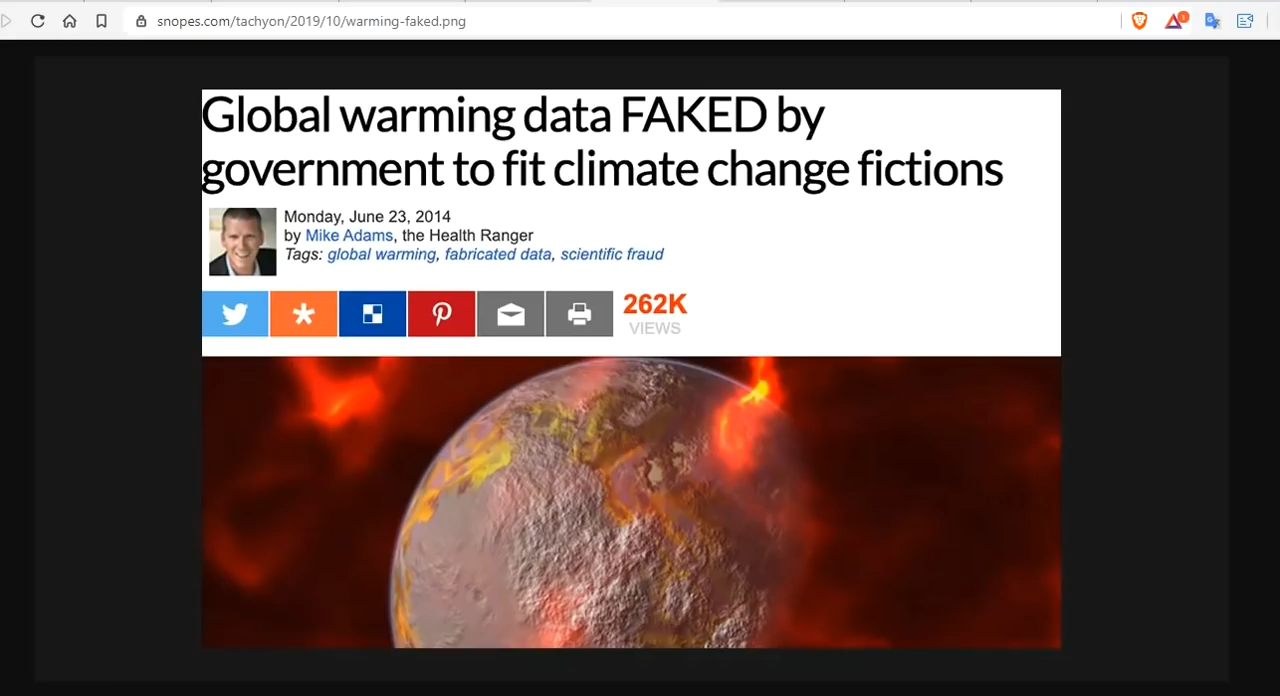 snopes.com/tachyon/2019/10/warming-faked.png
1
Global warming data FAKED by
government to fit climate change fictions
Monday, June 23, 2014
by Mike Adams, the Health Ranger
Tags: global warming, fabricated data, scientific fraud
262K
VIEWS